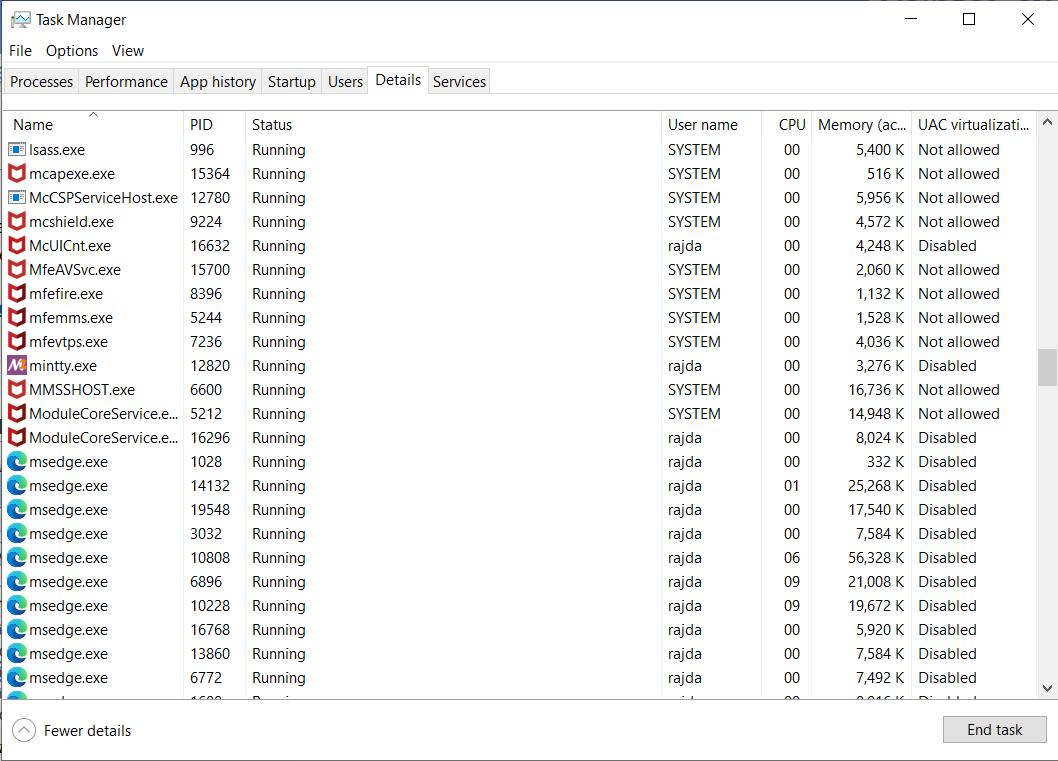 Task Manager
File Options View
Processes Performance App history Startup Users Details Services
Name PID Status User name CPU Memory (ac... UAC virtualizati...
lsass.exe 996 Running SYSTEM 00 5,400 K Not allowed
mcapexe.exe 15364 Running SYSTEM 00 516 K Not allowed
McCSPServiceHost.exe 12780 Running SYSTEM 00 5,956 K Not allowed
mcshield.exe 9224 Running SYSTEM 00 4,572 K Not allowed
McUICnt.exe 16632 Running rajda 00 4,248 K Disabled
MfeAVSvc.exe 15700 Running SYSTEM 00 2,060 K Not allowed
mfefire.exe 8396 Running SYSTEM 00 1,132 K Not allowed
mfemms.exe 5244 Running SYSTEM 00 1,528 K Not allowed
mfevtps.exe 7236 Running SYSTEM 00 4,036 K Not allowed
mintty.exe 12820 Running rajda 00 3,276 K Disabled
MMSSHOST.exe 6600 Running SYSTEM 00 16,736 K Not allowed
ModuleCoreService.e... 5212 Running SYSTEM 00 14,948 K Not allowed
ModuleCoreService.e... 16296 Running rajda 00 8,024 K Disabled
msedge.exe 1028 Running rajda 00 332 K Disabled
msedge.exe 14132 Running rajda 01 25,268 K Disabled
msedge.exe 19548 Running rajda 00 17,540 K Disabled
msedge.exe 3032 Running rajda 00 7,584 K Disabled
msedge.exe 10808 Running rajda 06 56,328 K Disabled
msedge.exe 6896 Running rajda 09 21,008 K Disabled
msedge.exe 10228 Running rajda 09 19,672 K Disabled
msedge.exe 16768 Running rajda 00 5,920 K Disabled
msedge.exe 13860 Running rajda 00 7,584 K Disabled
msedge.exe 6772 Running rajda 00 7,492 K Disabled
Fewer details End task